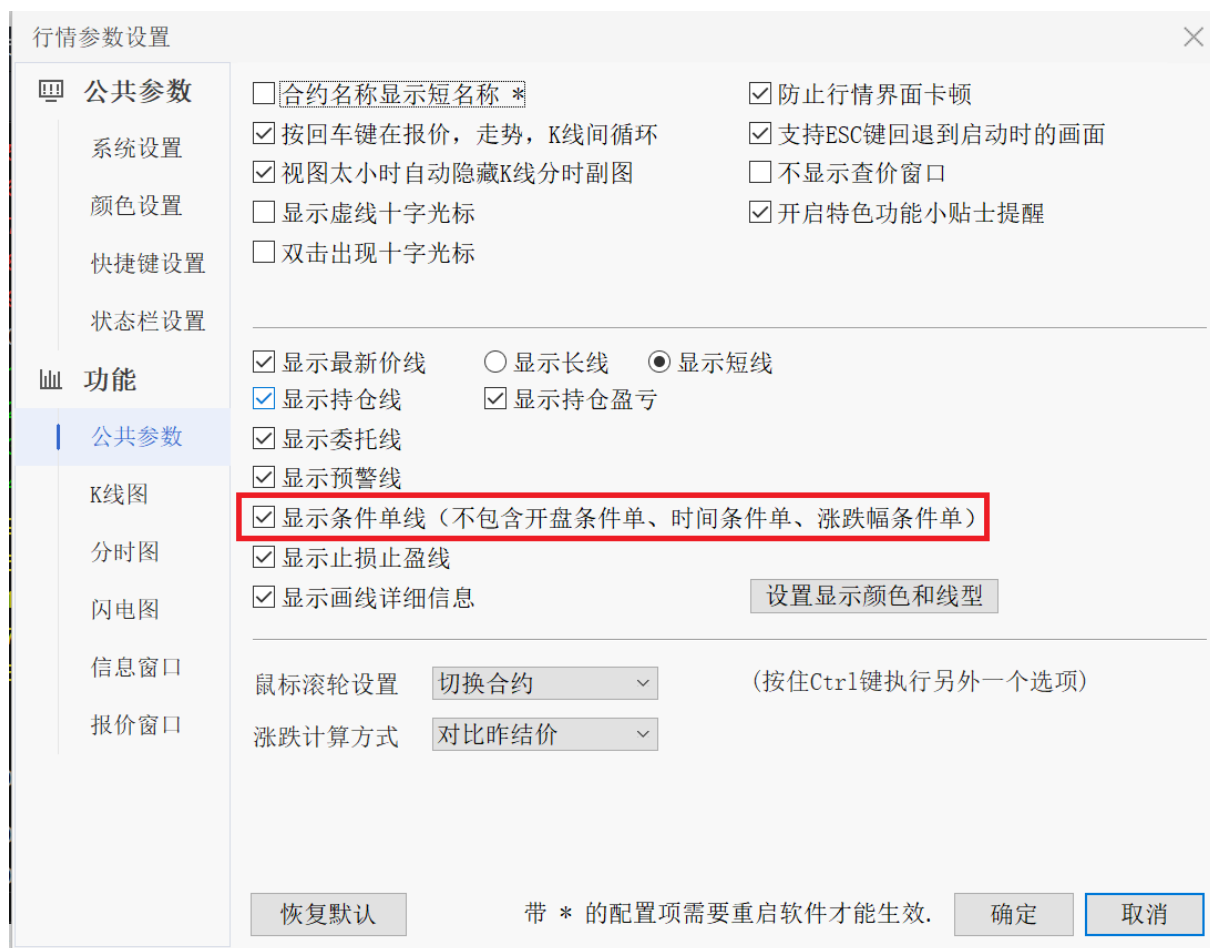 行情参数设置
公共参数
系统设置
颜色设置
快捷键设置
状态栏设置
功能
公共参数
K线图
分时图
闪电图
信息窗口
报价窗口
合约名称显示短名称 *
防止行情界面卡顿
按回车键在报价，走势，K线间循环
支持ESC键回退到启动时的画面
视图太小时自动隐藏K线分时副图
不显示查价窗口
显示虚线十字光标
开启特色功能小贴士提醒
双击出现十字光标
显示最新价线 显示长线 显示短线
显示持仓线 显示持仓盈亏
显示委托线
显示预警线
显示条件单线（不包含开盘条件单、时间条件单、涨跌幅条件单）
显示止损止盈线
显示画线详细信息 设置显示颜色和线型
鼠标滚轮设置 切换合约 (按住Ctrl键执行另外一个选项)
涨跌计算方式 对比昨结价
恢复默认 带 * 的配置项需要重启软件才能生效. 确定 取消